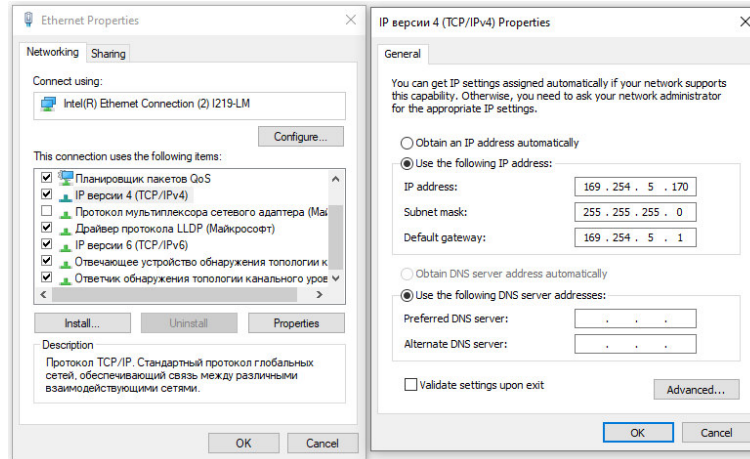 Ethernet Properties
Networking
Sharing
Connect using:
Intel(R) Ethernet Connection (2) I219-LM
Configure...
This connection uses the following items:
Планировщик пакетов QoS
IP версии 4 (TCP/IPv4)
Протокол мультиплексора сетевого адаптера (Май
Драйвер протокола LLDP (Майкрософт)
IP версии 6 (TCP/IPv6)
Отвечающее устройство обнаружения топологии к
Ответчик обнаружения топологии канального уров
Install...
Uninstall
Properties
Description
Протокол TCP/IP. Стандартный протокол глобальных
сетей, обеспечивающий связь между различными
взаимодействующими сетями.
OK
Cancel
IP версии 4 (TCP/IPv4) Properties
General
You can get IP settings assigned automatically if your network supports
this capability. Otherwise, you need to ask your network administrator
for the appropriate IP settings.
Obtain an IP address automatically
Use the following IP address:
IP address:
169 . 254 . 5 . 170
Subnet mask:
255 . 255 . 255 . 0
Default gateway:
169 . 254 . 5 . 1
Obtain DNS server address automatically
Use the following DNS server addresses:
Preferred DNS server:
. . .
Alternate DNS server:
. . .
Validate settings upon exit
Advanced...
OK
Cancel